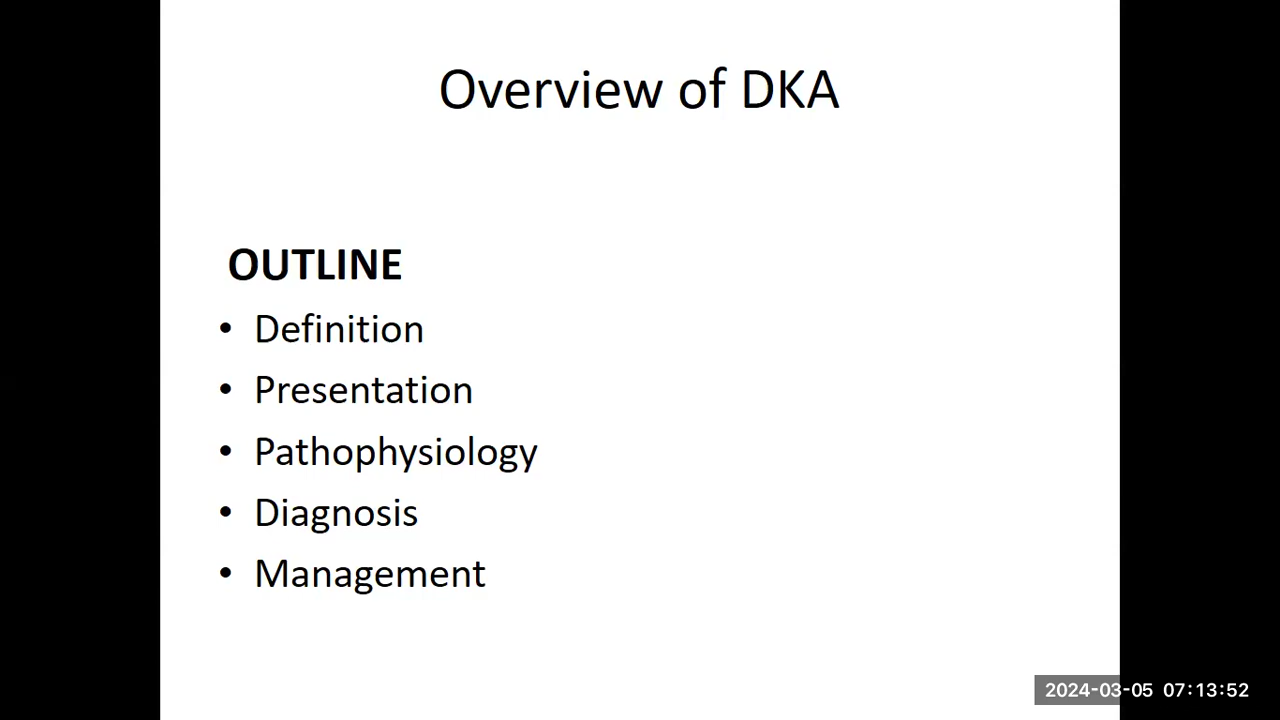 Overview of DKA
OUTLINE
• Definition
• Presentation
• Pathophysiology
• Diagnosis
• Management
2024-03-05 07:13:52